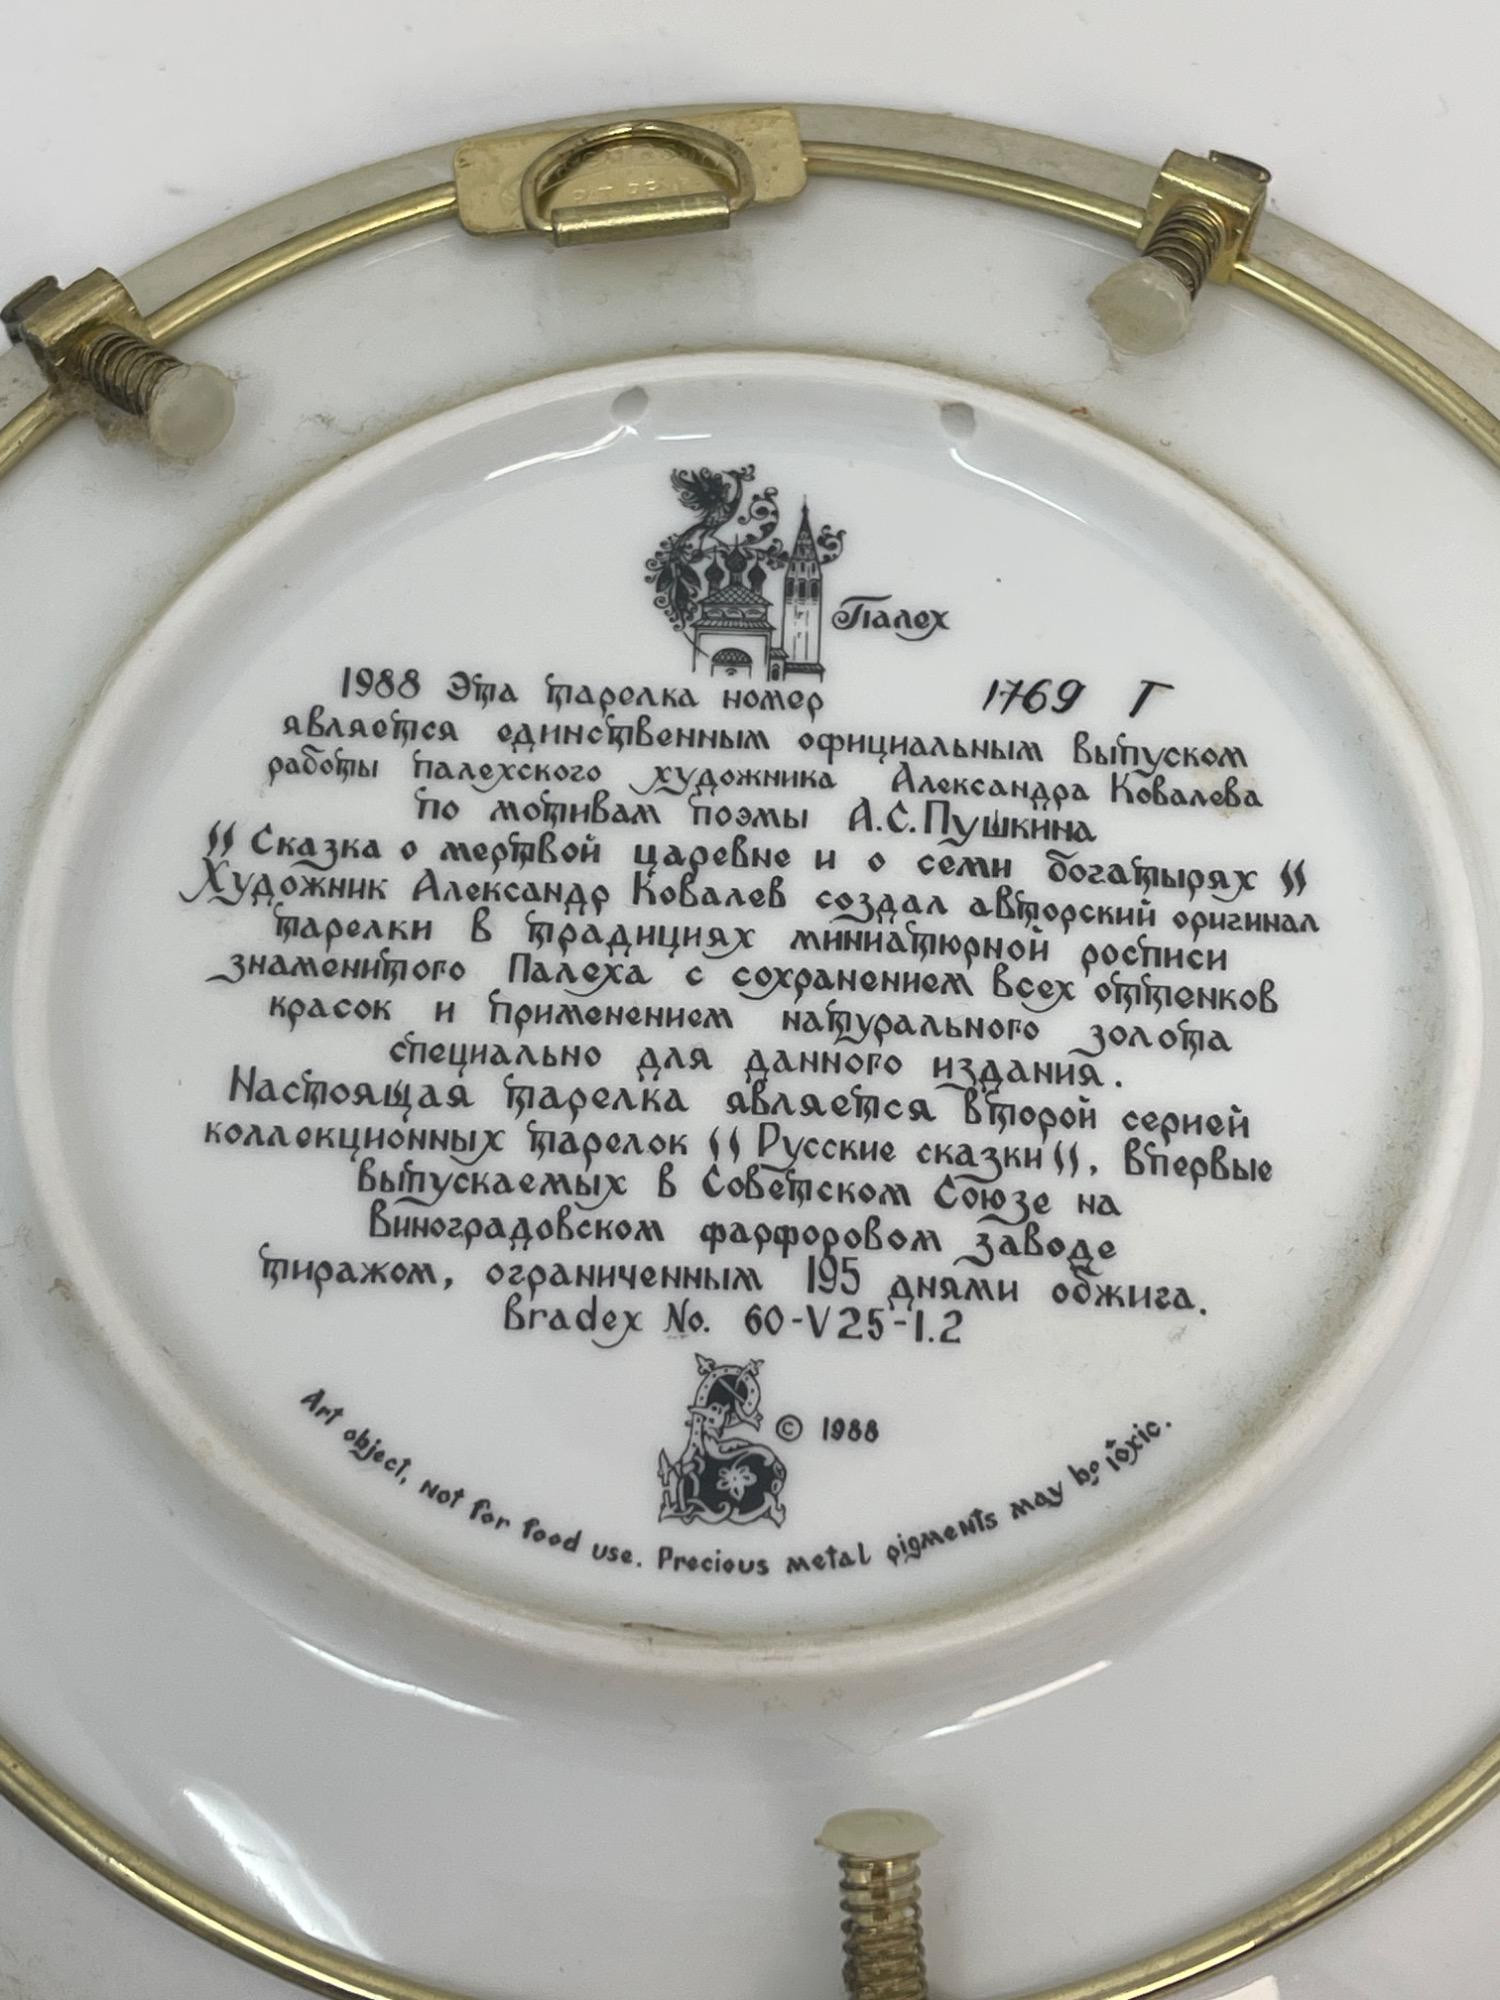 Палех
1988 Эта тарелка номер 1769 Т
является единственным официальным выпуском
работы палехского художника Александра Ковалева
по мотивам поэмы А.С.Пушкина
"Сказка о мертвой царевне и о семи богатырях"
Художник Александр Ковалев создал авторский оригинал
тарелки в традициях миниатюрной росписи
знаменитого Палеха с сохранением всех оттенков
красок и применением натурального золота
специально для данного издания.
Настоящая тарелка является второй серией
коллекционных тарелок "Русские сказки", впервые
выпускаемых в Советском Союзе на
Виноградовском фарфоровом заводе
тиражом, ограниченным 195 днями обжига.
Bradex No. 60-V25-1.2
© 1988
Art object, not for food use. Precious metal pigments may be toxic.